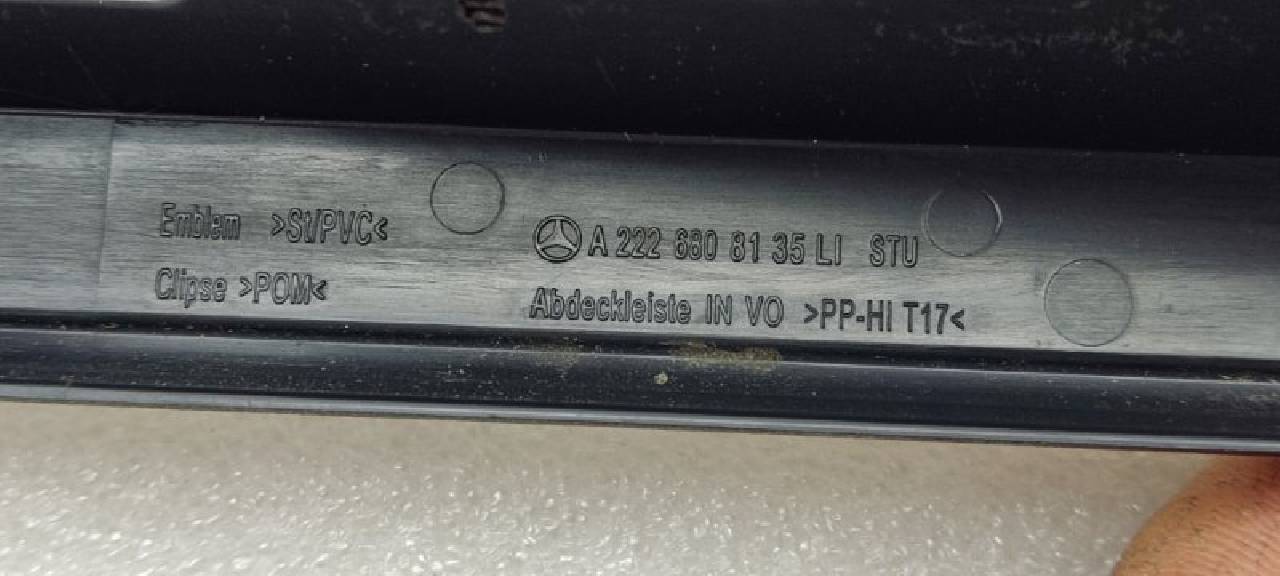 Emblem >St/PVC<
Clipse >POM<
A 222 680 81 35 LI STU
Abdeckleiste IN VO >PP-HI T17<